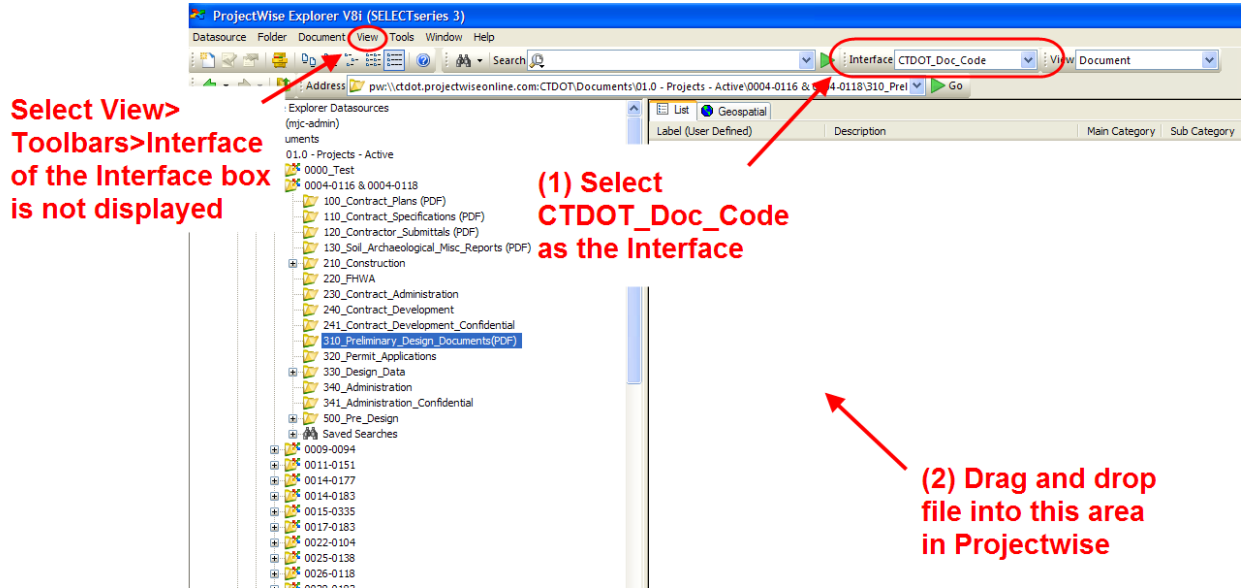 ProjectWise Explorer V8i (SELECTseries 3)
Datasource Folder Document View Tools Window Help
Search Interface CTDOT_Doc_Code View Document
Address pw:\\ctdot.projectwiseonline.com:CTDOT\Documents\01.0 - Projects - Active\0004-0116 & 0004-0118\310_Prel Go
Select View>
Toolbars>Interface
of the Interface box
is not displayed
Explorer Datasources
(mjc-admin)
uments
01.0 - Projects - Active
0000_Test
0004-0116 & 0004-0118
100_Contract_Plans (PDF)
110_Contract_Specifications (PDF)
120_Contractor_Submittals (PDF)
130_Soil_Archaeological_Misc_Reports (PDF)
210_Construction
220_FHWA
230_Contract_Administration
240_Contract_Development
241_Contract_Development_Confidential
310_Preliminary_Design_Documents(PDF)
320_Permit_Applications
330_Design_Data
340_Administration
341_Administration_Confidential
500_Pre_Design
Saved Searches
0009-0094
0011-0151
0014-0177
0014-0183
0015-0335
0017-0183
0022-0104
0025-0138
0026-0118
List Geospatial
Label (User Defined) Description Main Category Sub Category
(1) Select
CTDOT_Doc_Code
as the Interface
(2) Drag and drop
file into this area
in Projectwise